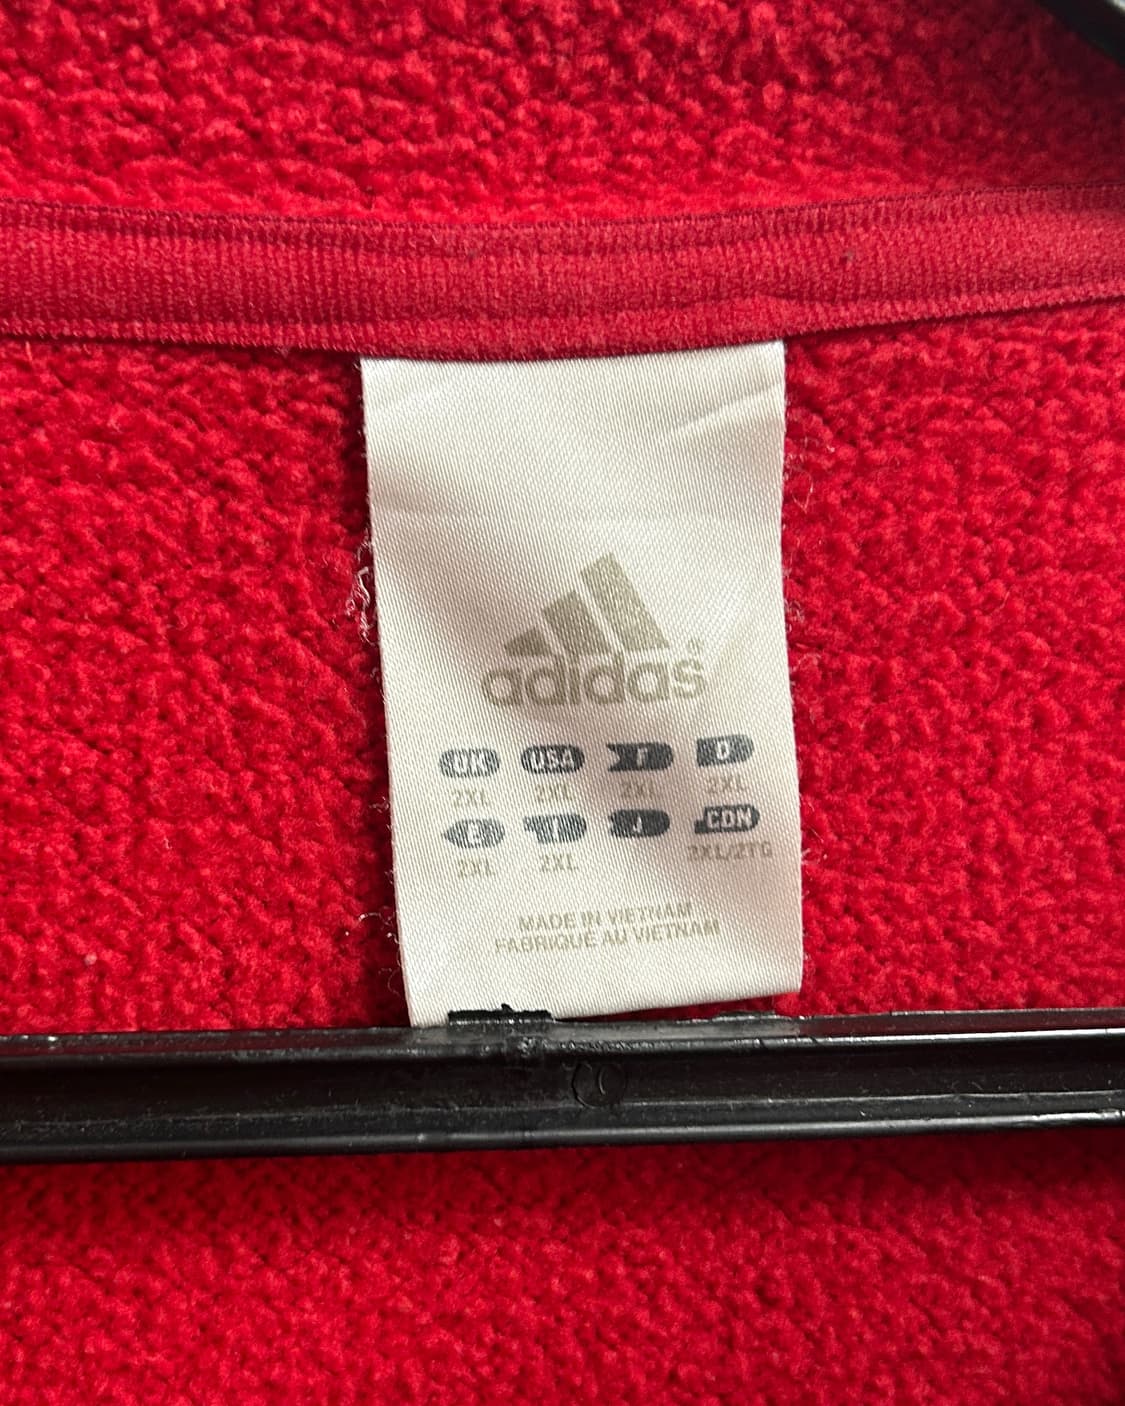 adidas®
UK USA F D
2XL 2XL 2XL 2XL
E I J CDN
2XL 2XL 2XL/2TG
MADE IN VIETNAM
FABRIQUÉ AU VIETNAM